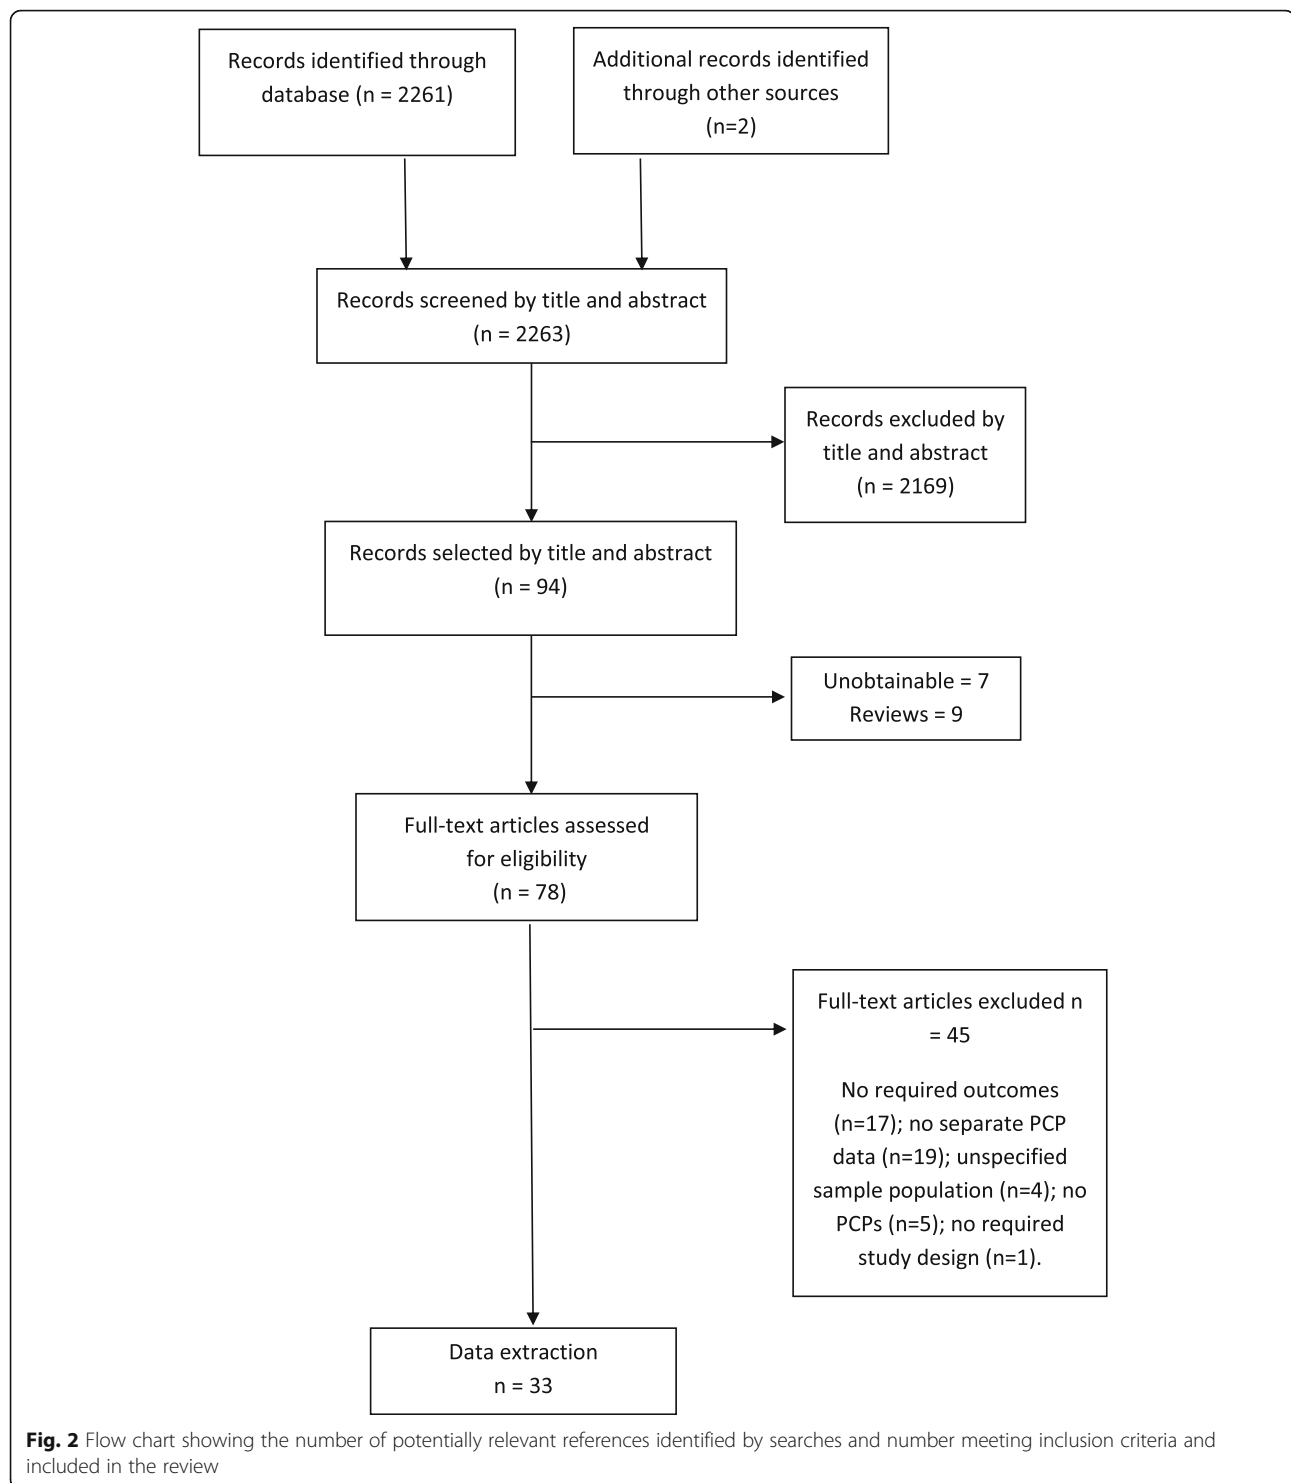 Records identified through
database (n = 2261)
Additional records identified
through other sources
(n=2)
Records screened by title and abstract
(n = 2263)
Records excluded by
title and abstract
(n = 2169)
Records selected by title and abstract
(n = 94)
Unobtainable = 7
Reviews = 9
Full-text articles assessed
for eligibility
(n = 78)
Full-text articles excluded n
= 45
No required outcomes
(n=17); no separate PCP
data (n=19); unspecified
sample population (n=4); no
PCPs (n=5); no required
study design (n=1).
Data extraction
n = 33
Fig. 2 Flow chart showing the number of potentially relevant references identified by searches and number meeting inclusion criteria and
included in the review